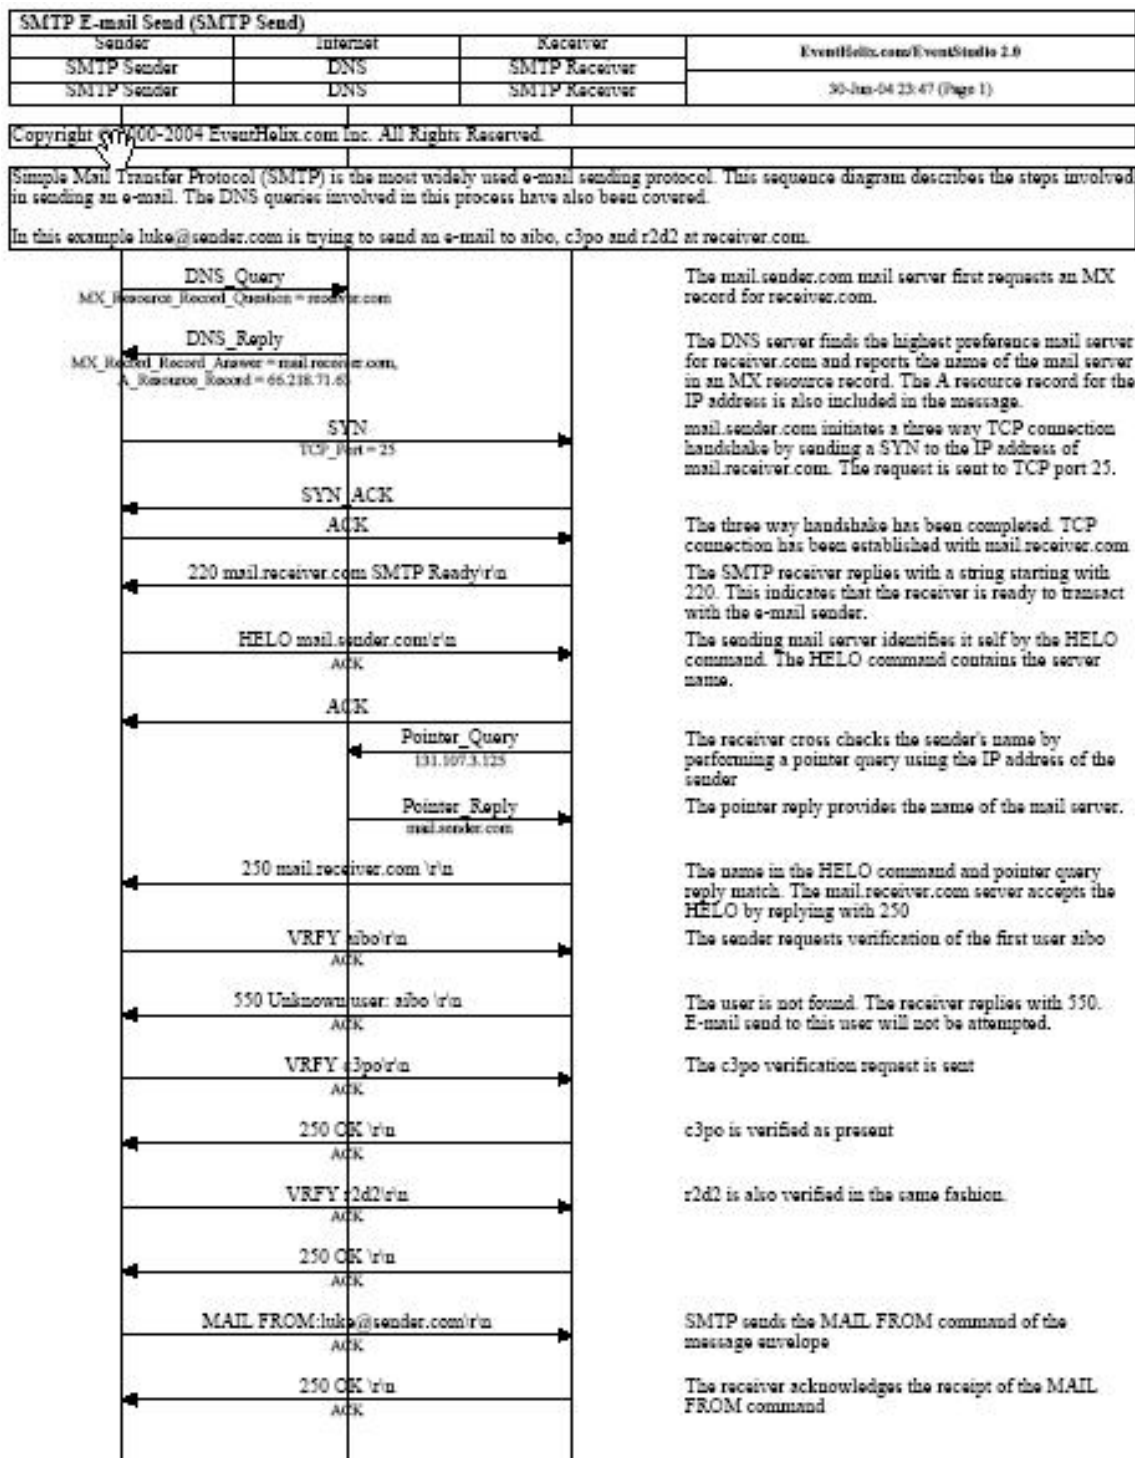 SMTP E-mail Send (SMTP Send)
Sender Internet Receiver EventHelix.com/EventStudio 2.0
SMTP Sender DNS SMTP Receiver
SMTP Sender DNS SMTP Receiver 30-Jun-04 23:47 (Page 1)
Copyright 2000-2004 EventHelix.com Inc. All Rights Reserved.
Simple Mail Transfer Protocol (SMTP) is the most widely used e-mail sending protocol. This sequence diagram describes the steps involved
in sending an e-mail. The DNS queries involved in this process have also been covered.
In this example luke@sender.com is trying to send an e-mail to aibo, c3po and r2d2 at receiver.com.
DNS_Query
MX_Resource_Record_Question = receiver.com
The mail.sender.com mail server first requests an MX
record for receiver.com.
DNS_Reply
MX_Record_Record_Answer = mail.receiver.com,
A_Resource_Record = 66.218.71.63
The DNS server finds the highest preference mail server
for receiver.com and reports the name of the mail server
in an MX resource record. The A resource record for the
IP address is also included in the message.
SYN
TCP_Port = 25
mail.sender.com initiates a three way TCP connection
handshake by sending a SYN to the IP address of
mail.receiver.com. The request is sent to TCP port 25.
SYN_ACK
ACK
The three way handshake has been completed. TCP
connection has been established with mail.receiver.com
220 mail.receiver.com SMTP Ready\r\n
The SMTP receiver replies with a string starting with
220. This indicates that the receiver is ready to transact
with the e-mail sender.
HELO mail.sender.com\r\n
ACK
The sending mail server identifies it self by the HELO
command. The HELO command contains the server
name.
ACK
Pointer_Query
131.107.3.125
The receiver cross checks the sender's name by
performing a pointer query using the IP address of the
sender
Pointer_Reply
mail.sender.com
The pointer reply provides the name of the mail server.
250 mail.receiver.com \r\n
The name in the HELO command and pointer query
reply match. The mail.receiver.com server accepts the
HELO by replying with 250
VRFY aibo\r\n
ACK
The sender requests verification of the first user aibo
550 Unknown user: aibo \r\n
ACK
The user is not found. The receiver replies with 550.
E-mail send to this user will not be attempted.
VRFY c3po\r\n
ACK
The c3po verification request is sent
250 OK \r\n
ACK
c3po is verified as present
VRFY r2d2\r\n
ACK
r2d2 is also verified in the same fashion.
250 OK \r\n
ACK
MAIL FROM:luke@sender.com\r\n
ACK
SMTP sends the MAIL FROM command of the
message envelope
250 OK \r\n
ACK
The receiver acknowledges the receipt of the MAIL
FROM command